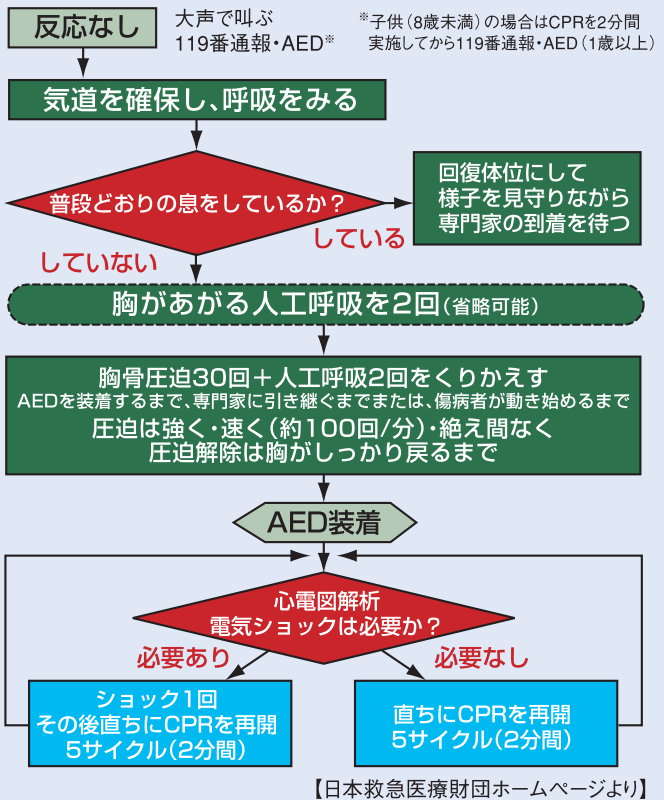 反応なし
大声で叫ぶ
119番通報・AED※
※子供（8歳未満）の場合はCPRを2分間
実施してから119番通報・AED（1歳以上）
気道を確保し、呼吸をみる
普段どおりの息をしているか？
回復体位にして
様子を見守りながら
専門家の到着を待つ
している
していない
胸があがる人工呼吸を2回（省略可能）
胸骨圧迫30回＋人工呼吸2回をくりかえす
AEDを装着するまで、専門家に引き継ぐまでまたは、傷病者が動き始めるまで
圧迫は強く・速く（約100回/分）・絶え間なく
圧迫解除は胸がしっかり戻るまで
AED装着
心電図解析
電気ショックは必要か？
必要あり
必要なし
ショック1回
その後直ちにCPRを再開
5サイクル（2分間）
直ちにCPRを再開
5サイクル（2分間）
【日本救急医療財団ホームページより】